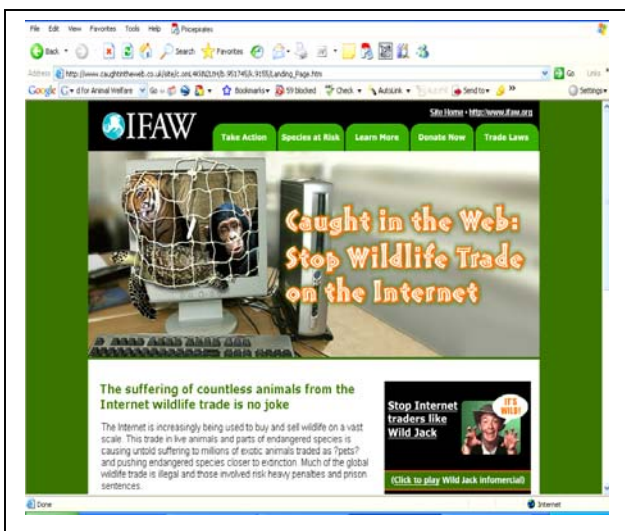 File Edit View Favorites Tools Help
Back Search Favorites
Address Go Links
Google G d for Animal Welfare Go Bookmarks 59 blocked Check AutoLink Send to Settings
Site Home • http://www.ifaw.org
IFAW
Take Action Species at Risk Learn More Donate Now Trade Laws
Caught in the Web:
Stop Wildlife Trade
on the Internet
The suffering of countless animals from the
Internet wildlife trade is no joke
The Internet is increasingly being used to buy and sell wildlife on a vast
scale. This trade in live animals and parts of endangered species is
causing untold suffering to millions of exotic animals traded as ?pets?
and pushing endangered species closer to extinction. Much of the global
wildlife trade is illegal and those involved risk heavy penalties and prison
sentences.
Stop Internet
traders like
Wild Jack
IT'S
WILD!
(Click to play Wild Jack infomercial)
Done Internet